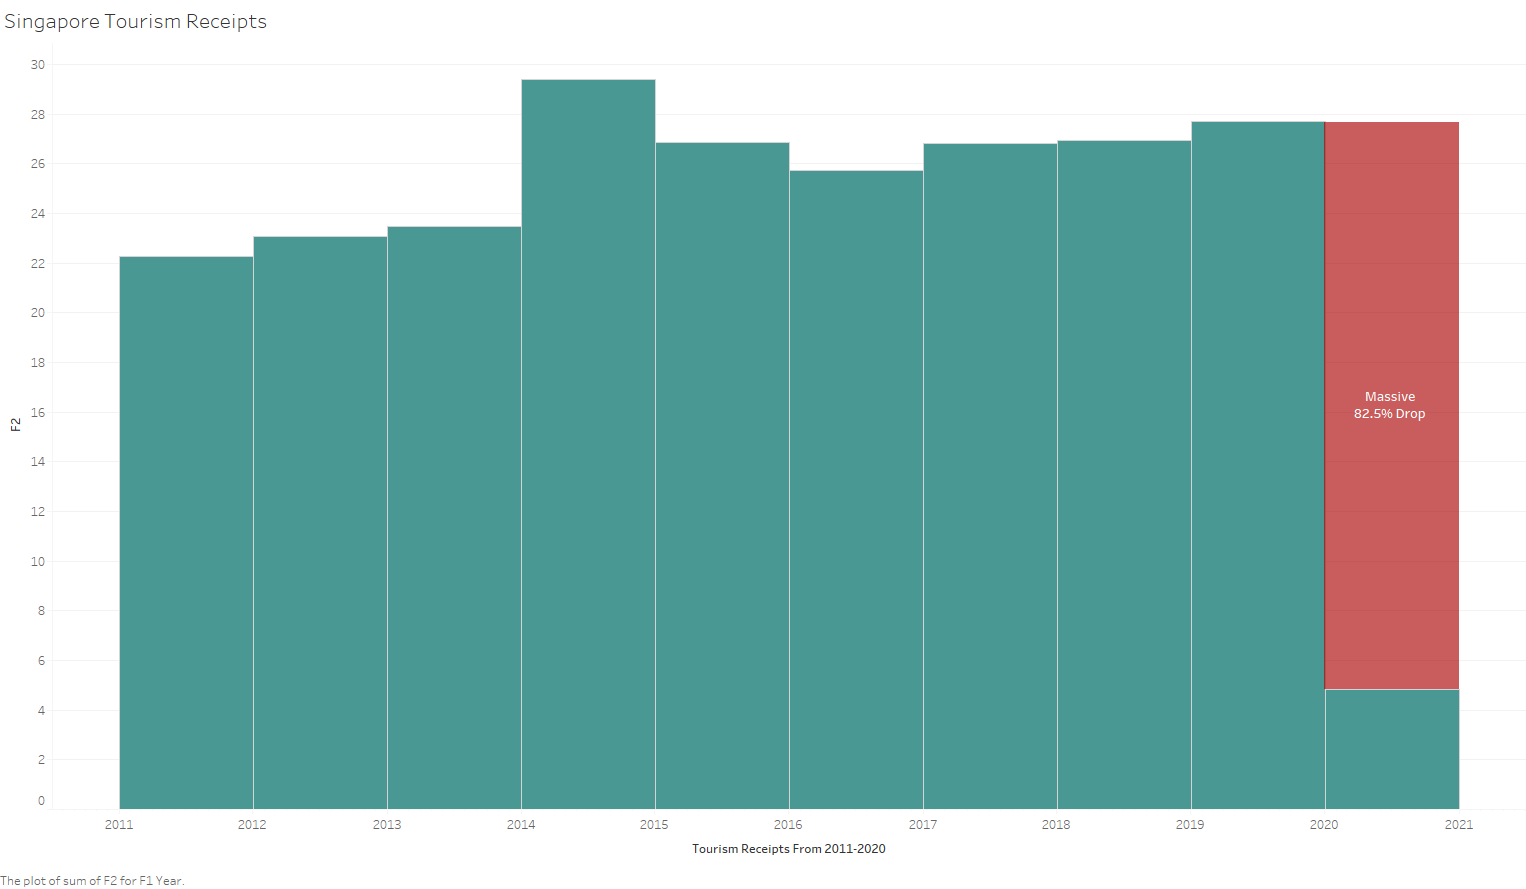 Singapore Tourism Receipts
30
28
26
24
22
20
18
16
14
12
10
8
6
4
2
0
F2
Massive
82.5% Drop
2011 2012 2013 2014 2015 2016 2017 2018 2019 2020 2021
Tourism Receipts From 2011-2020
The plot of sum of F2 for F1 Year.